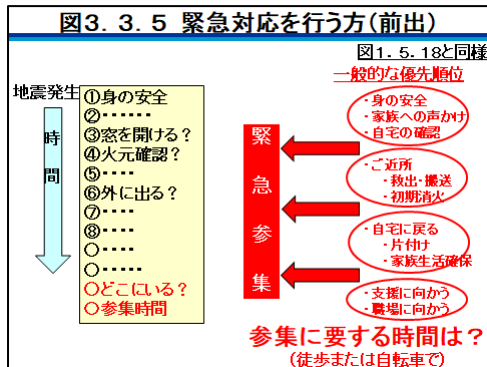 図3．3．5 緊急対応を行う方(前出)
図1．5．18と同様
一般的な優先順位
地震発生
時間
①身の安全
②‥‥‥
③窓を開ける？
④火元確認？
⑤‥‥
⑥外に出る？
⑦‥‥
⑧‥‥
○‥‥
○‥‥‥
○どこにいる？
○参集時間
緊急参集
・身の安全
・家族への声かけ
・自宅の確認
・ご近所
・救出・搬送
・初期消火
・自宅に戻る
・片付け
・家族生活確保
・支援に向かう
・職場に向かう
参集に要する時間は？
(徒歩または自転車で)